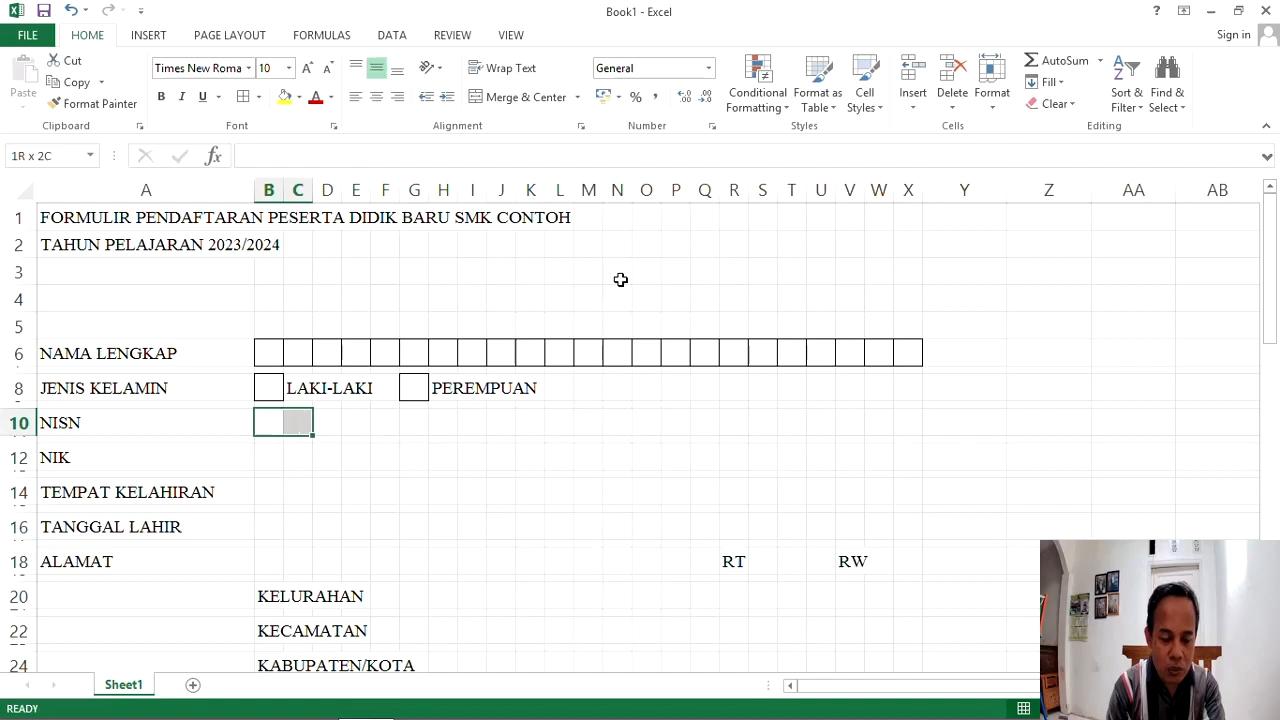 Book1 - Excel
?
FILE HOME INSERT PAGE LAYOUT FORMULAS DATA REVIEW VIEW Sign in
Paste Cut Copy Format Painter Clipboard
Times New Roma 10 B I U A Font
Wrap Text Merge & Center Alignment
General % , Number
Conditional Formatting Format as Table Cell Styles Styles
Insert Delete Format Cells
AutoSum Fill Clear Sort & Filter Find & Select Editing
1R x 2C fx
A B C D E F G H I J K L M N O P Q R S T U V W X Y Z AA AB
1 FORMULIR PENDAFTARAN PESERTA DIDIK BARU SMK CONTOH
2 TAHUN PELAJARAN 2023/2024
3
4
5
6 NAMA LENGKAP
8 JENIS KELAMIN LAKI-LAKI PEREMPUAN
10 NISN
12 NIK
14 TEMPAT KELAHIRAN
16 TANGGAL LAHIR
18 ALAMAT RT RW
20 KELURAHAN
22 KECAMATAN
24 KABUPATEN/KOTA
Sheet1
READY